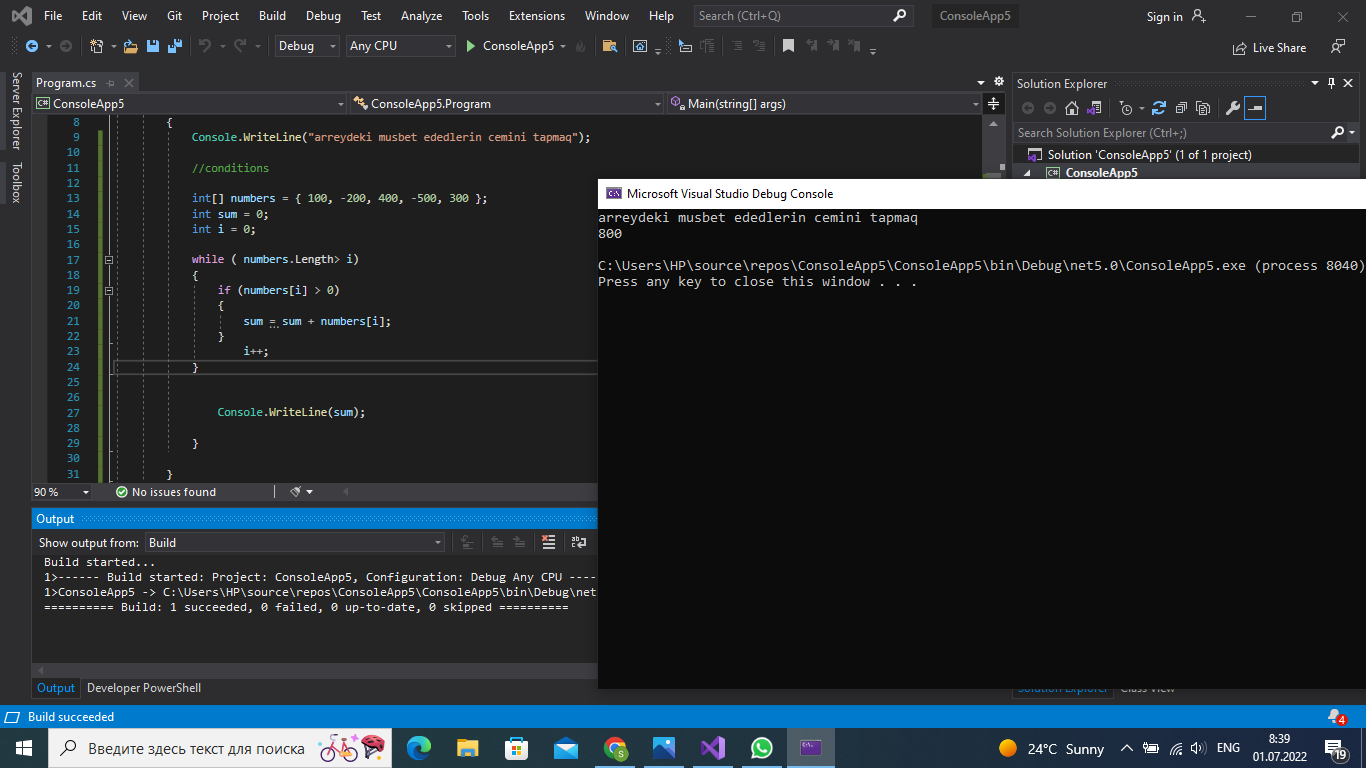 File Edit View Git Project Build Debug Test Analyze Tools Extensions Window Help Search (Ctrl+Q) ConsoleApp5 Sign in
Debug Any CPU ConsoleApp5 Live Share
Server Explorer
Toolbox
Program.cs
ConsoleApp5 ConsoleApp5.Program Main(string[] args)
8 {
9 Console.WriteLine("arreydeki musbet ededlerin cemini tapmaq");
10
11 //conditions
12
13 int[] numbers = { 100, -200, 400, -500, 300 };
14 int sum = 0;
15 int i = 0;
16
17 while ( numbers.Length> i)
18 {
19 if (numbers[i] > 0)
20 {
21 sum = sum + numbers[i];
22 }
23 i++;
24 }
25
26
27 Console.WriteLine(sum);
28
29 }
30
31 }
90 % No issues found
Solution Explorer
Search Solution Explorer (Ctrl+;)
Solution 'ConsoleApp5' (1 of 1 project)
ConsoleApp5
Microsoft Visual Studio Debug Console
arreydeki musbet ededlerin cemini tapmaq
800
C:\Users\HP\source\repos\ConsoleApp5\ConsoleApp5\bin\Debug\net5.0\ConsoleApp5.exe (process 8040)
Press any key to close this window . . .
Output
Show output from: Build
Build started...
1>------ Build started: Project: ConsoleApp5, Configuration: Debug Any CPU ----
1>ConsoleApp5 -> C:\Users\HP\source\repos\ConsoleApp5\ConsoleApp5\bin\Debug\net
========== Build: 1 succeeded, 0 failed, 0 up-to-date, 0 skipped ==========
Output Developer PowerShell
Solution Explorer Class View
Build succeeded 4
Введите здесь текст для поиска
24°C Sunny ENG 8:39
01.07.2022 19